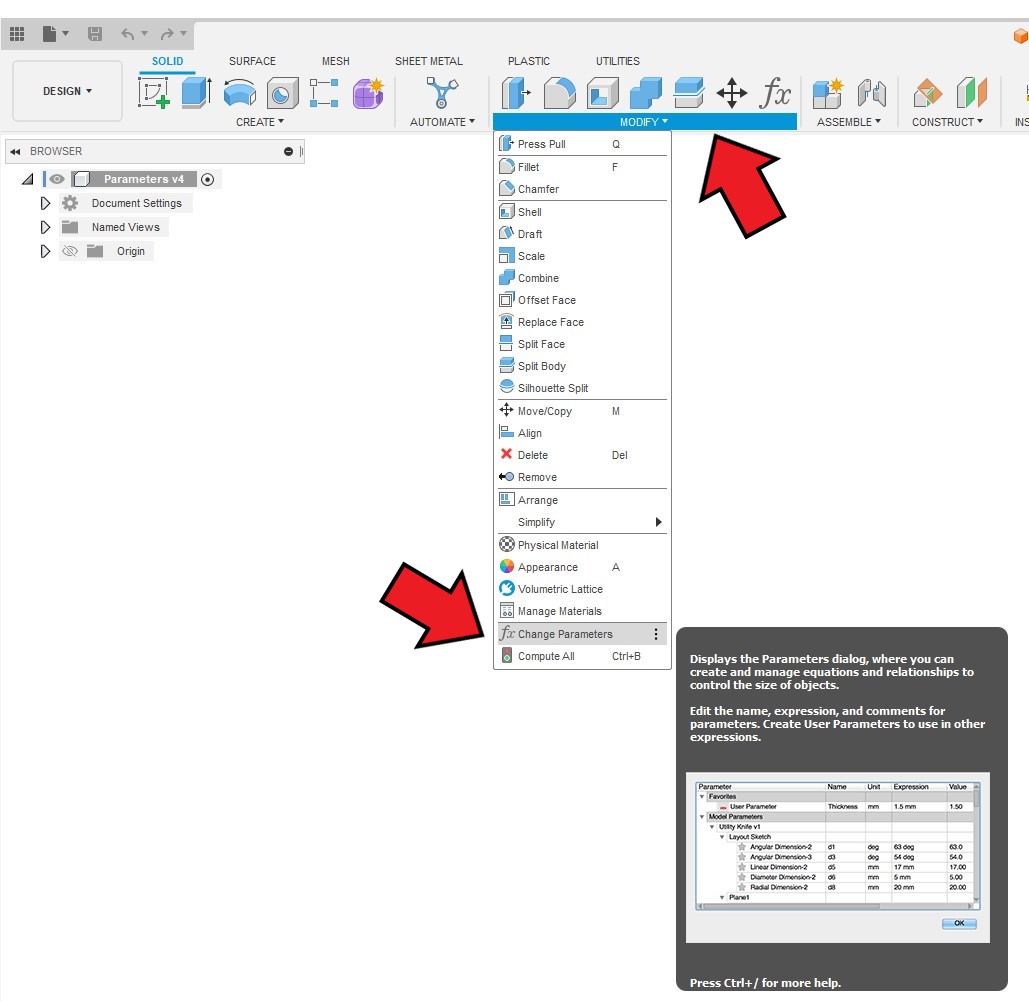 SOLID SURFACE MESH SHEET METAL PLASTIC UTILITIES
DESIGN
fx
CREATE AUTOMATE MODIFY ASSEMBLE CONSTRUCT INS
BROWSER
Parameters v4
Document Settings
Named Views
Origin
Press Pull Q
Fillet F
Chamfer
Shell
Draft
Scale
Combine
Offset Face
Replace Face
Split Face
Split Body
Silhouette Split
Move/Copy M
Align
Delete Del
Remove
Arrange
Simplify
Physical Material
Appearance A
Volumetric Lattice
Manage Materials
fx Change Parameters
Compute All Ctrl+B
Displays the Parameters dialog, where you can
create and manage equations and relationships to
control the size of objects.
Edit the name, expression, and comments for
parameters. Create User Parameters to use in other
expressions.
Parameter Name Unit Expression Value
Favorites
User Parameter Thickness mm 1.5 mm 1.50
Model Parameters
Utility Knife v1
Layout Sketch
Angular Dimension-2 d1 deg 63 deg 63.0
Angular Dimension-3 d3 deg 54 deg 54.0
Linear Dimension-2 d5 mm 17 mm 17.00
Diameter Dimension-2 d6 mm 5 mm 5.00
Radial Dimension-2 d8 mm 20 mm 20.00
Plane1
OK
Press Ctrl+/ for more help.